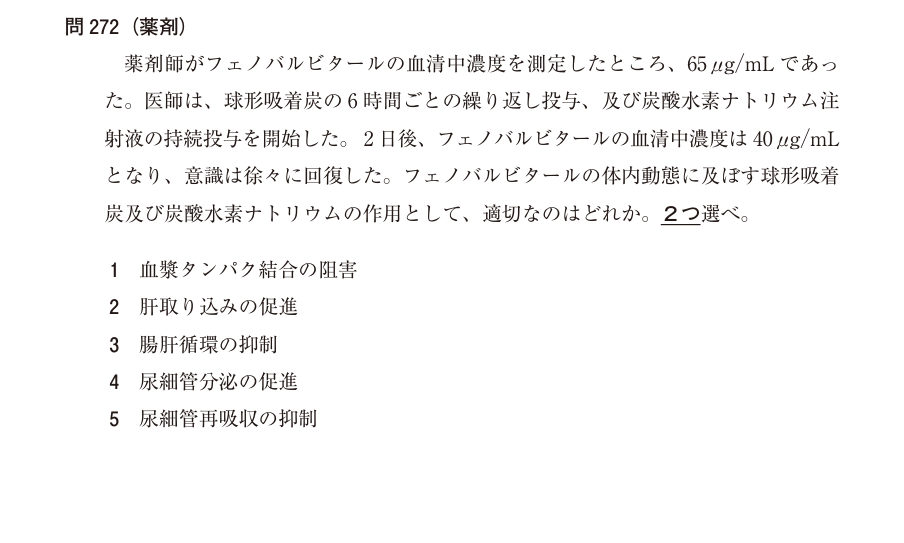 問 272（薬剤）
薬剤師がフェノバルビタールの血清中濃度を測定したところ、65 μg/mL であっ
た。医師は、球形吸着炭の 6 時間ごとの繰り返し投与、及び炭酸水素ナトリウム注
射液の持続投与を開始した。2 日後、フェノバルビタールの血清中濃度は 40 μg/mL
となり、意識は徐々に回復した。フェノバルビタールの体内動態に及ぼす球形吸着
炭及び炭酸水素ナトリウムの作用として、適切なのはどれか。２つ選べ。
1 血漿タンパク結合の阻害
2 肝取り込みの促進
3 腸肝循環の抑制
4 尿細管分泌の促進
5 尿細管再吸収の抑制